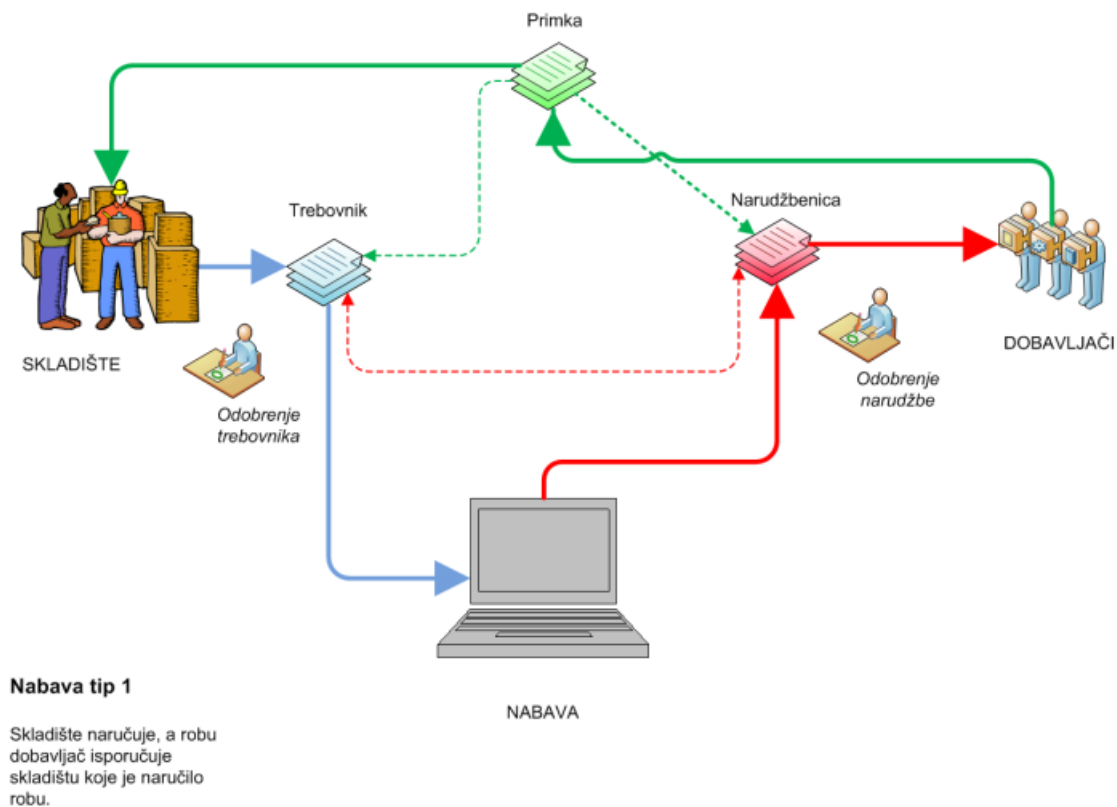 Primka
Trebovnik
Narudžbenica
SKLADIŠTE
DOBAVLJAČI
Odobrenje
trebovnika
Odobrenje
narudžbe
NABAVA
Nabava tip 1
Skladište naručuje, a robu
dobavljač isporučuje
skladištu koje je naručilo
robu.